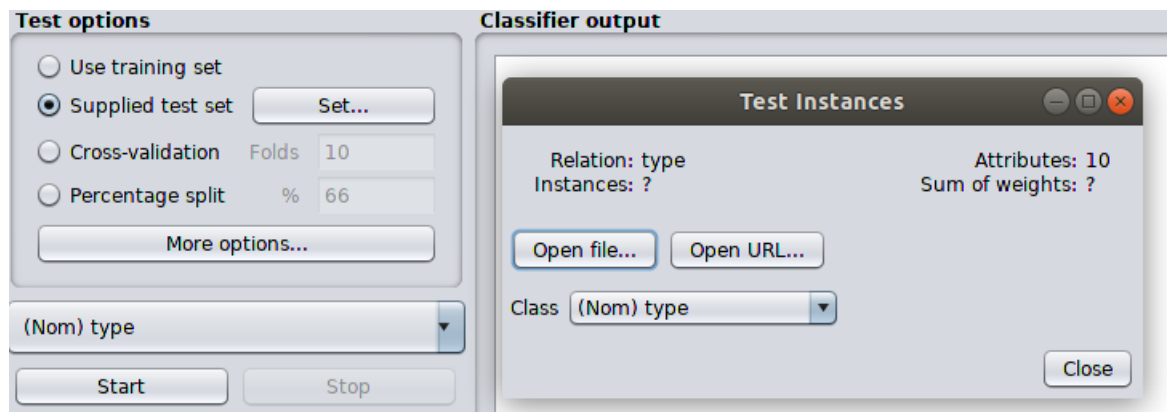 Test options
Use training set
Supplied test set Set...
Cross-validation Folds 10
Percentage split % 66
More options...
(Nom) type
Start Stop
Classifier output
Test Instances
Relation: type Attributes: 10
Instances: ? Sum of weights: ?
Open file... Open URL...
Class (Nom) type
Close